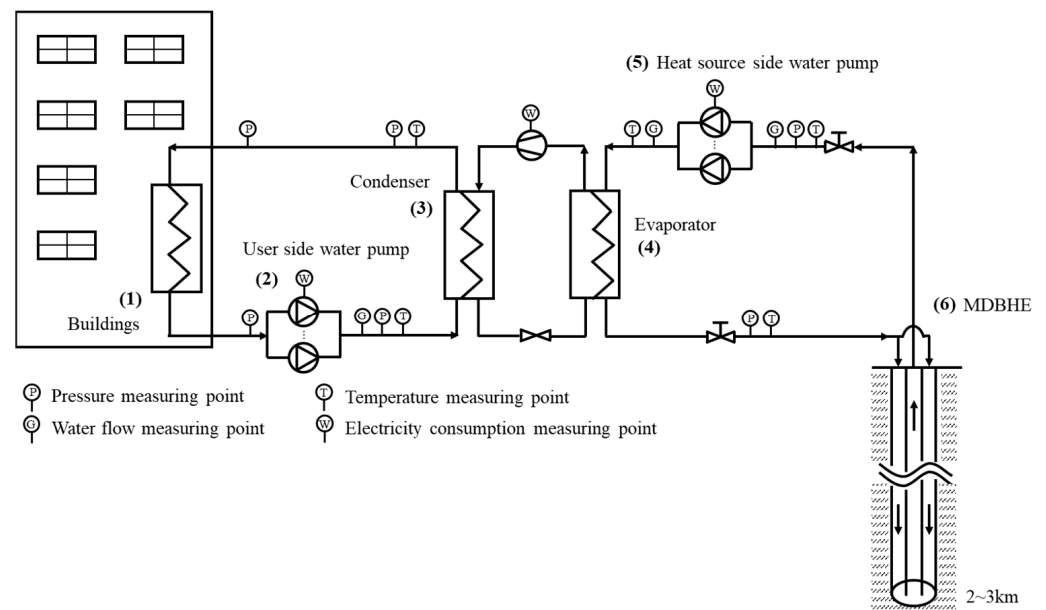 (5) Heat source side water pump
W
W
P
P T
T G
G P T
Condenser
(3)
Evaporator
(4)
User side water pump
(2)
W
(1)
Buildings
P
G P T
P T
(6) MDBHE
P Pressure measuring point
T Temperature measuring point
G Water flow measuring point
W Electricity consumption measuring point
2~3km